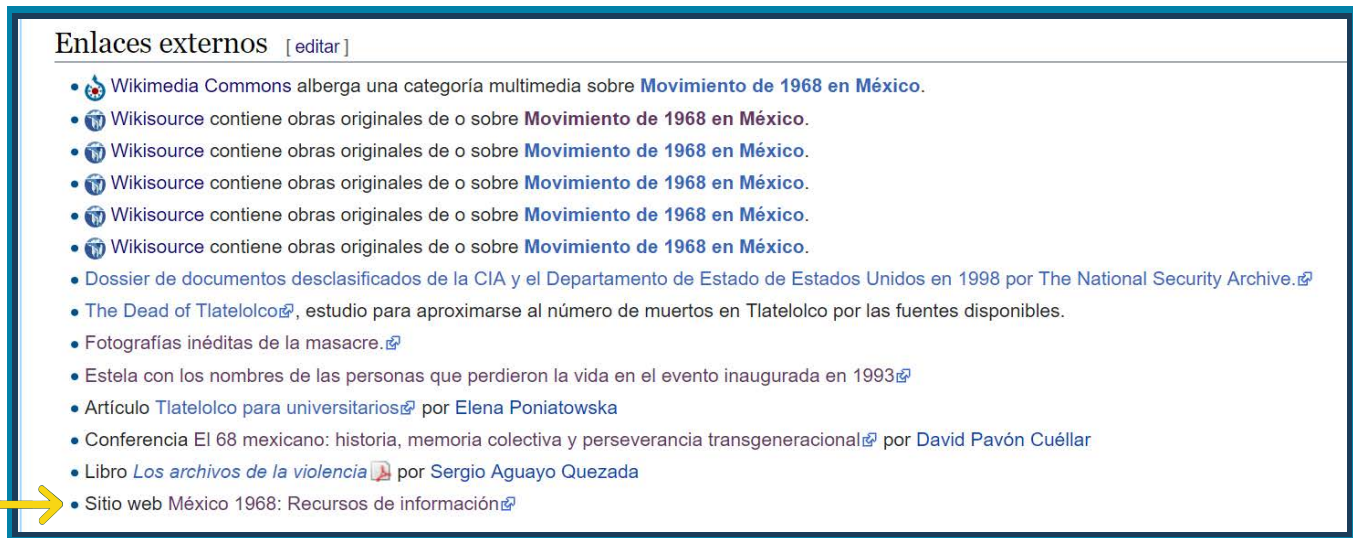 Enlaces externos [ editar ]
Wikimedia Commons alberga una categoría multimedia sobre Movimiento de 1968 en México.
Wikisource contiene obras originales de o sobre Movimiento de 1968 en México.
Wikisource contiene obras originales de o sobre Movimiento de 1968 en México.
Wikisource contiene obras originales de o sobre Movimiento de 1968 en México.
Wikisource contiene obras originales de o sobre Movimiento de 1968 en México.
Wikisource contiene obras originales de o sobre Movimiento de 1968 en México.
Dossier de documentos desclasificados de la CIA y el Departamento de Estado de Estados Unidos en 1998 por The National Security Archive.
The Dead of Tlatelolco, estudio para aproximarse al número de muertos en Tlatelolco por las fuentes disponibles.
Fotografías inéditas de la masacre.
Estela con los nombres de las personas que perdieron la vida en el evento inaugurada en 1993
Artículo Tlatelolco para universitarios por Elena Poniatowska
Conferencia El 68 mexicano: historia, memoria colectiva y perseverancia transgeneracional por David Pavón Cuéllar
Libro Los archivos de la violencia por Sergio Aguayo Quezada
Sitio web México 1968: Recursos de información